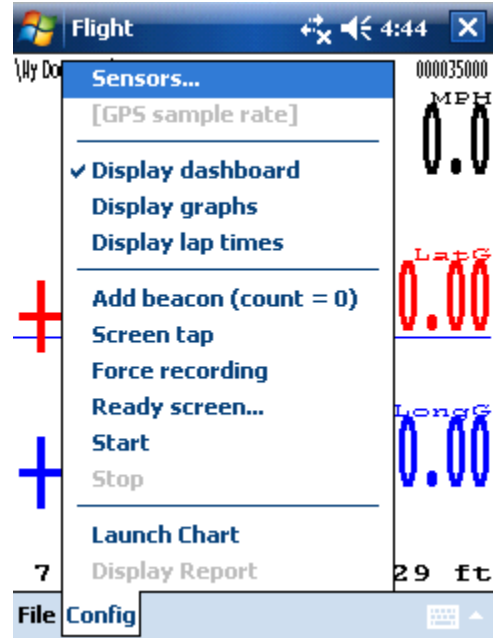 Flight 4:44
\My Do
000035000
MPH
0.0
Sensors...
[GPS sample rate]
Display dashboard
Display graphs
Display lap times
LatG
0.00
Add beacon (count = 0)
Screen tap
Force recording
Ready screen...
LongG
0.00
Start
Stop
Launch Chart
Display Report
7
29 ft
File Config